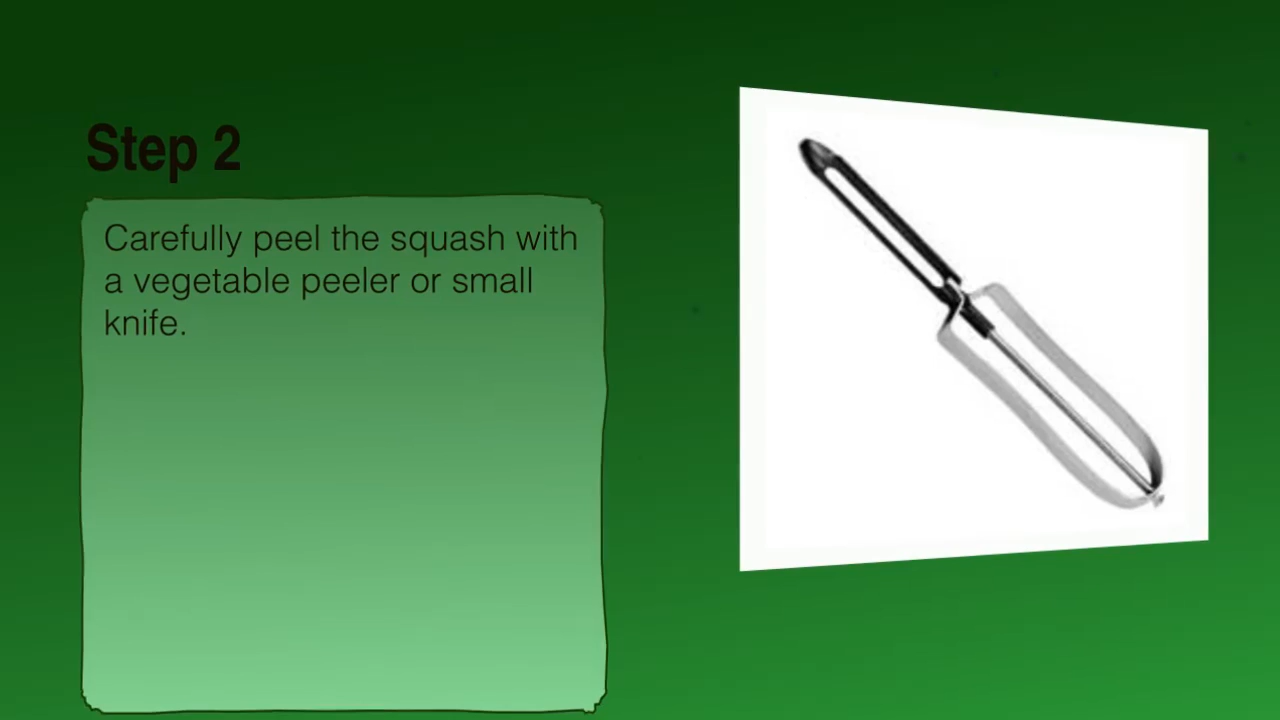 Step 2
Carefully peel the squash with
a vegetable peeler or small
knife.